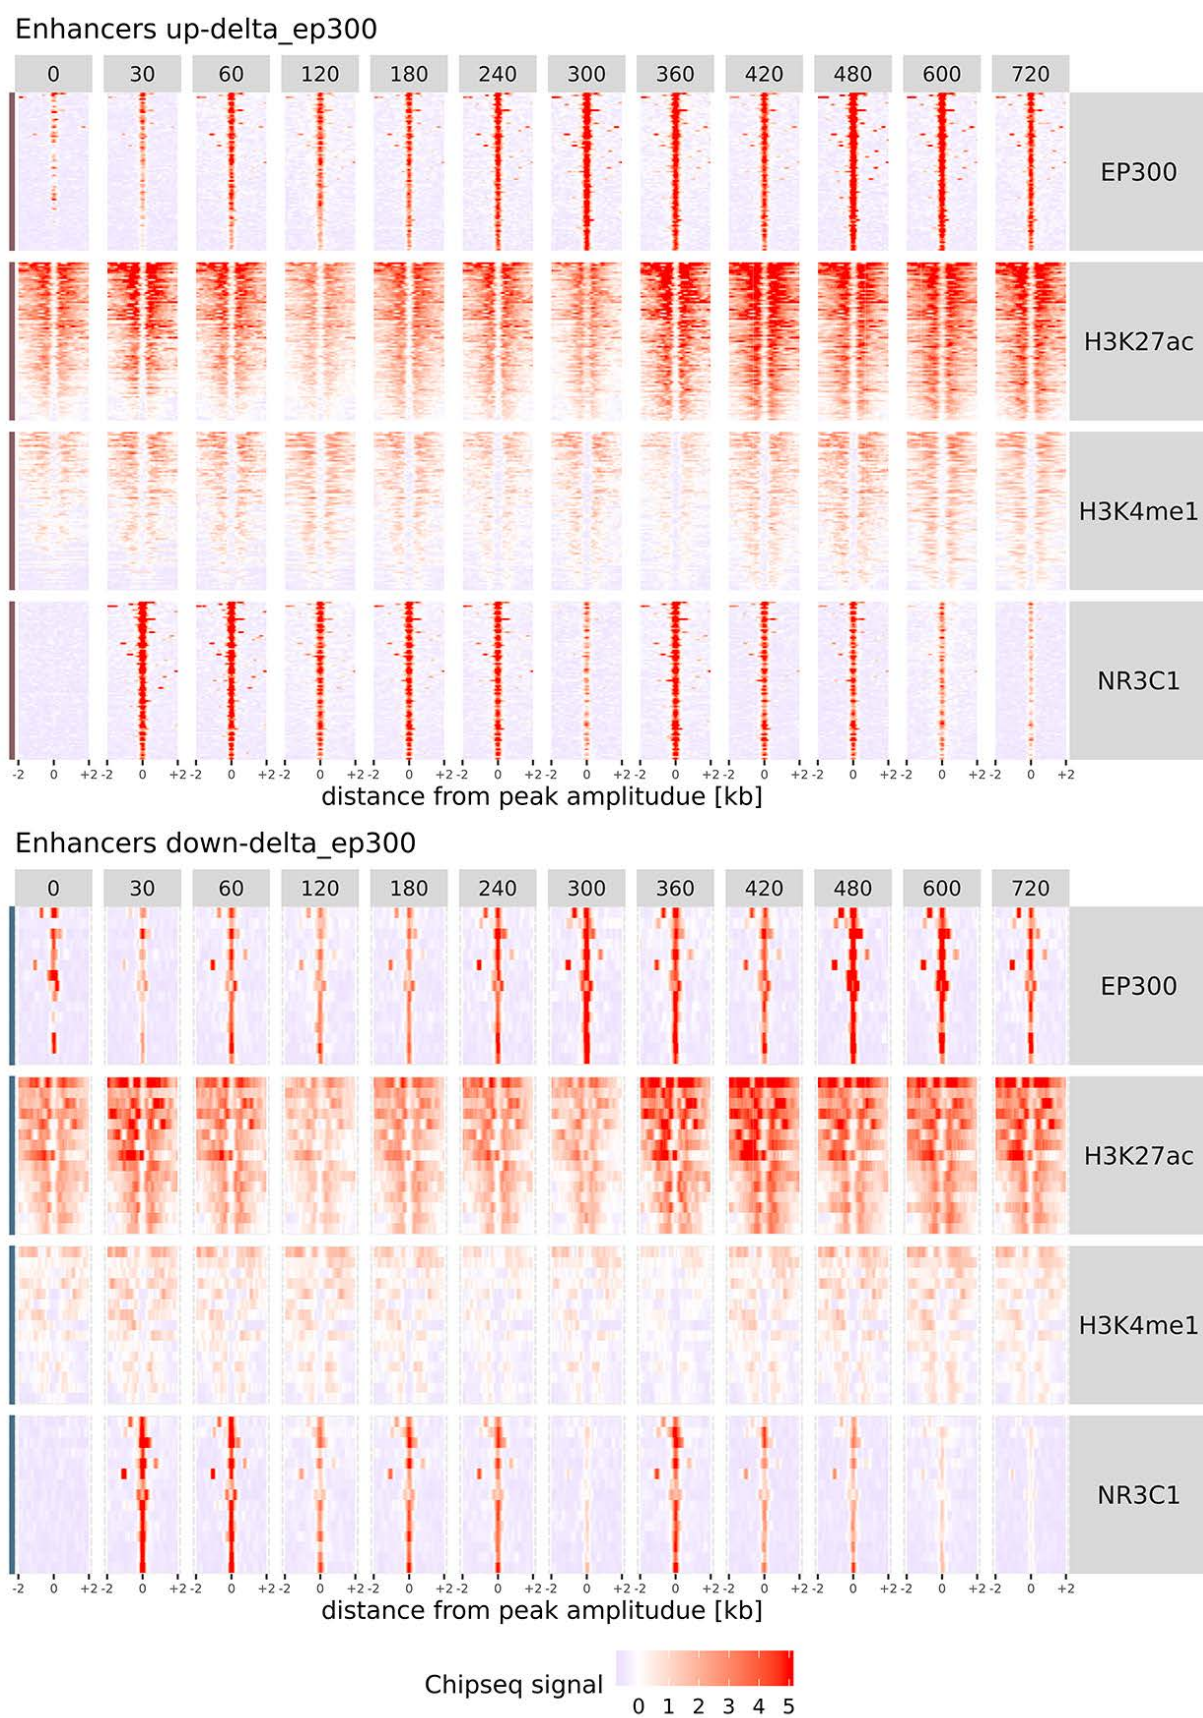 Enhancers up-delta_ep300
0 30 60 120 180 240 300 360 420 480 600 720
EP300
H3K27ac
H3K4me1
NR3C1
-2 0 +2 -2 0 +2 -2 0 +2 -2 0 +2 -2 0 +2 -2 0 +2 -2 0 +2 -2 0 +2 -2 0 +2 -2 0 +2 -2 0 +2 -2 0 +2
distance from peak amplitudue [kb]
Enhancers down-delta_ep300
0 30 60 120 180 240 300 360 420 480 600 720
EP300
H3K27ac
H3K4me1
NR3C1
-2 0 +2 -2 0 +2 -2 0 +2 -2 0 +2 -2 0 +2 -2 0 +2 -2 0 +2 -2 0 +2 -2 0 +2 -2 0 +2 -2 0 +2 -2 0 +2
distance from peak amplitudue [kb]
Chipseq signal
0 1 2 3 4 5